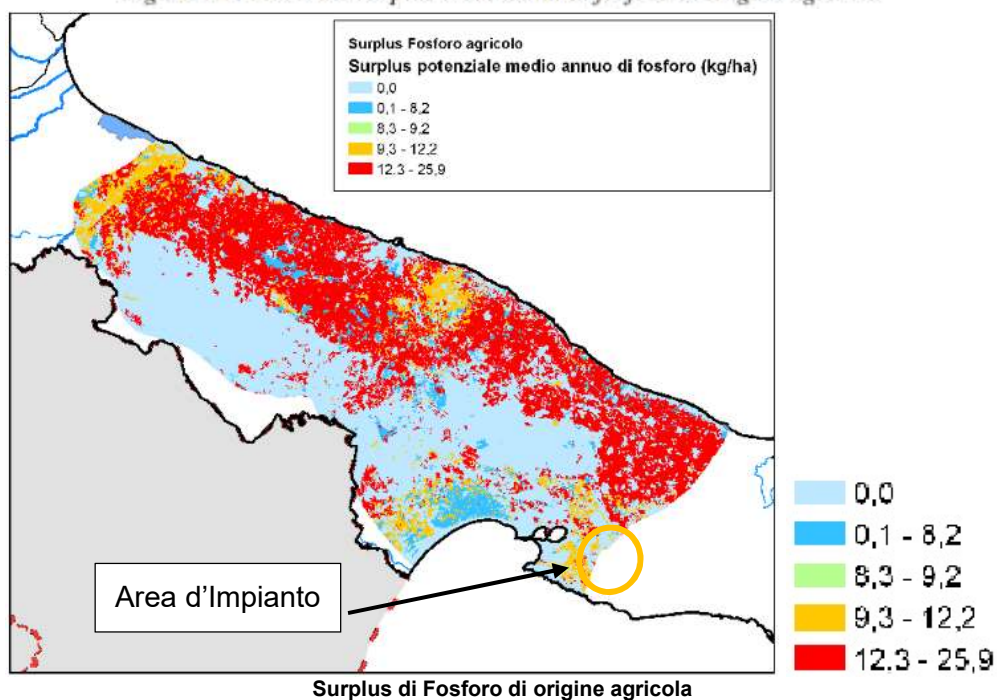 Surplus Fosforo agricolo
Surplus potenziale medio annuo di fosforo (kg/ha)
0,0
0,1 - 8,2
8,3 - 9,2
9,3 - 12,2
12.3 - 25,9
Area d’Impianto
0,0
0,1 - 8,2
8,3 - 9,2
9,3 - 12,2
12.3 - 25,9
Surplus di Fosforo di origine agricola